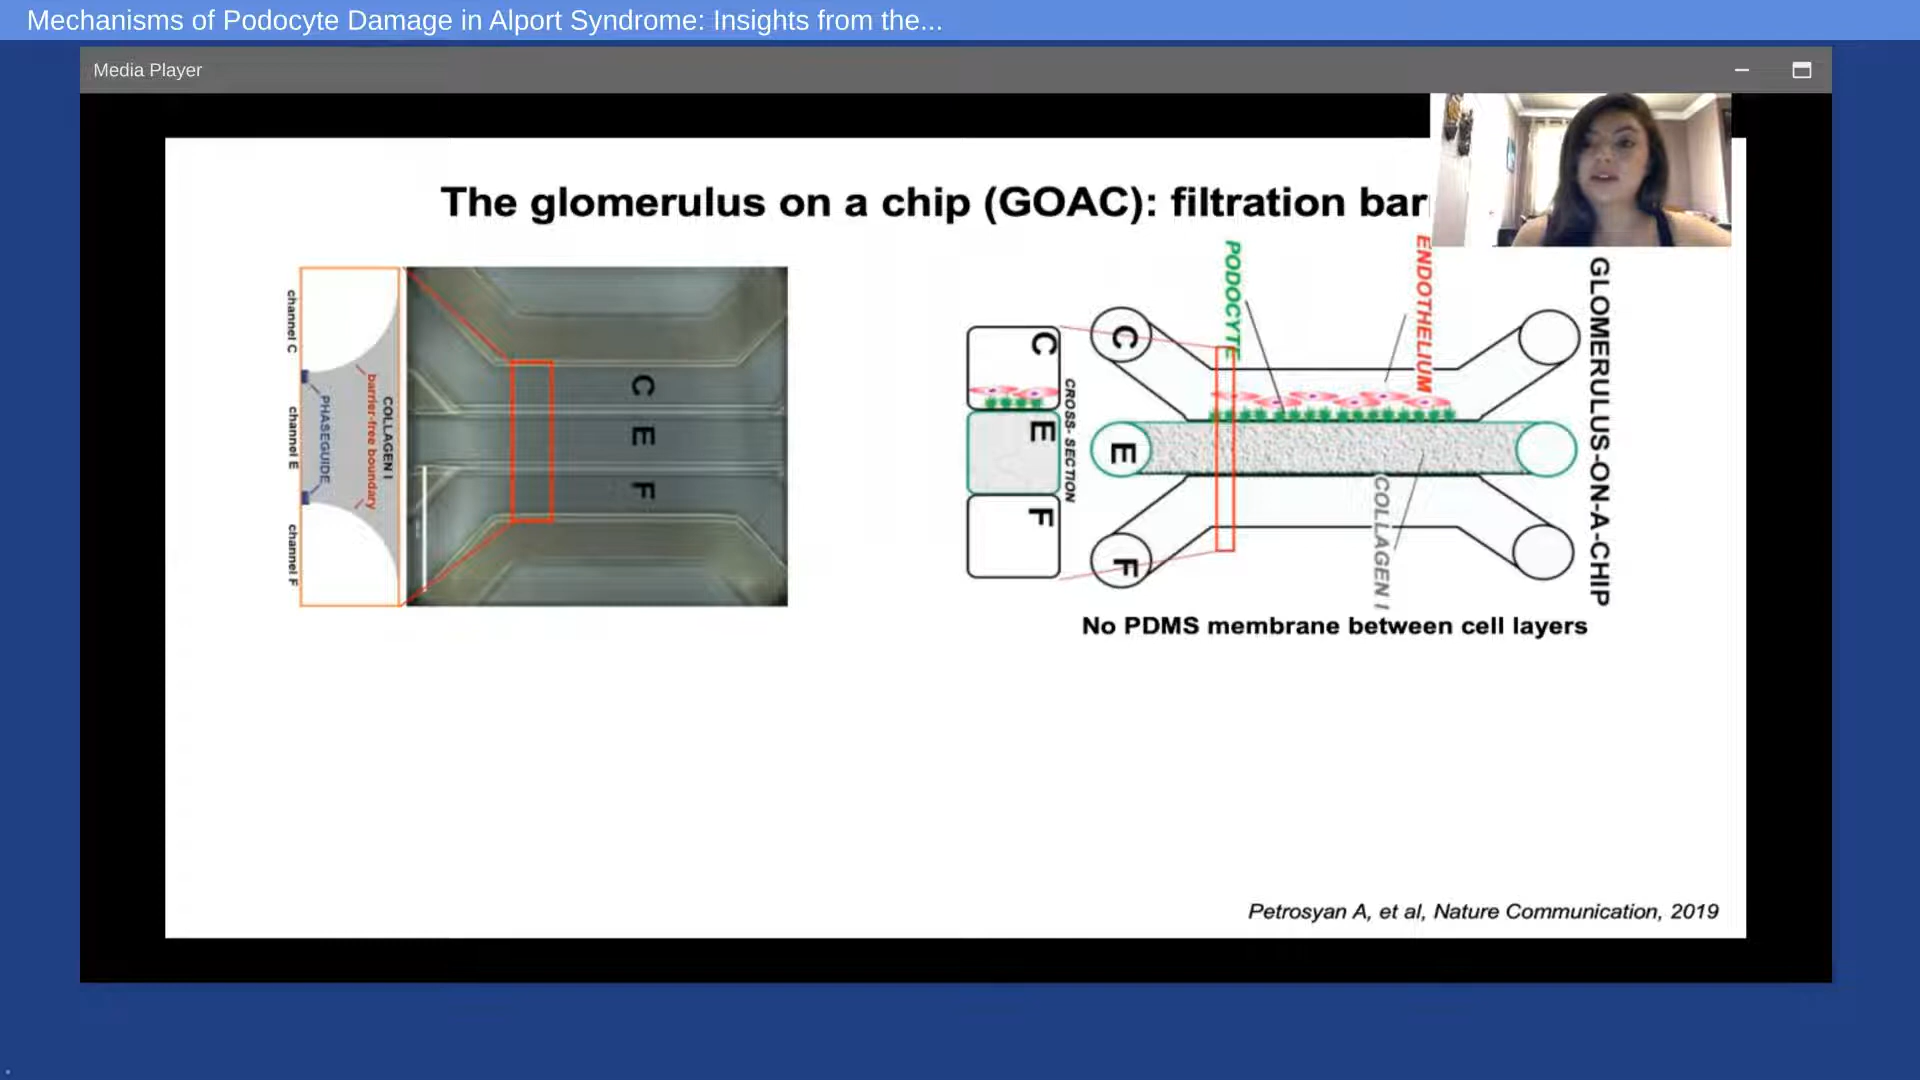 Mechanisms of Podocyte Damage in Alport Syndrome: Insights from the...
Media Player
The glomerulus on a chip (GOAC): filtration bar
channel C
channel E
channel F
PHASEGUIDE
barrier-free boundary
COLLAGEN I
C
E
F
C
E
F
CROSS- SECTION
C
E
F
PODOCYTE
ENDOTHELIUM
COLLAGEN I
GLOMERULUS-ON-A-CHIP
No PDMS membrane between cell layers
Petrosyan A, et al, Nature Communication, 2019